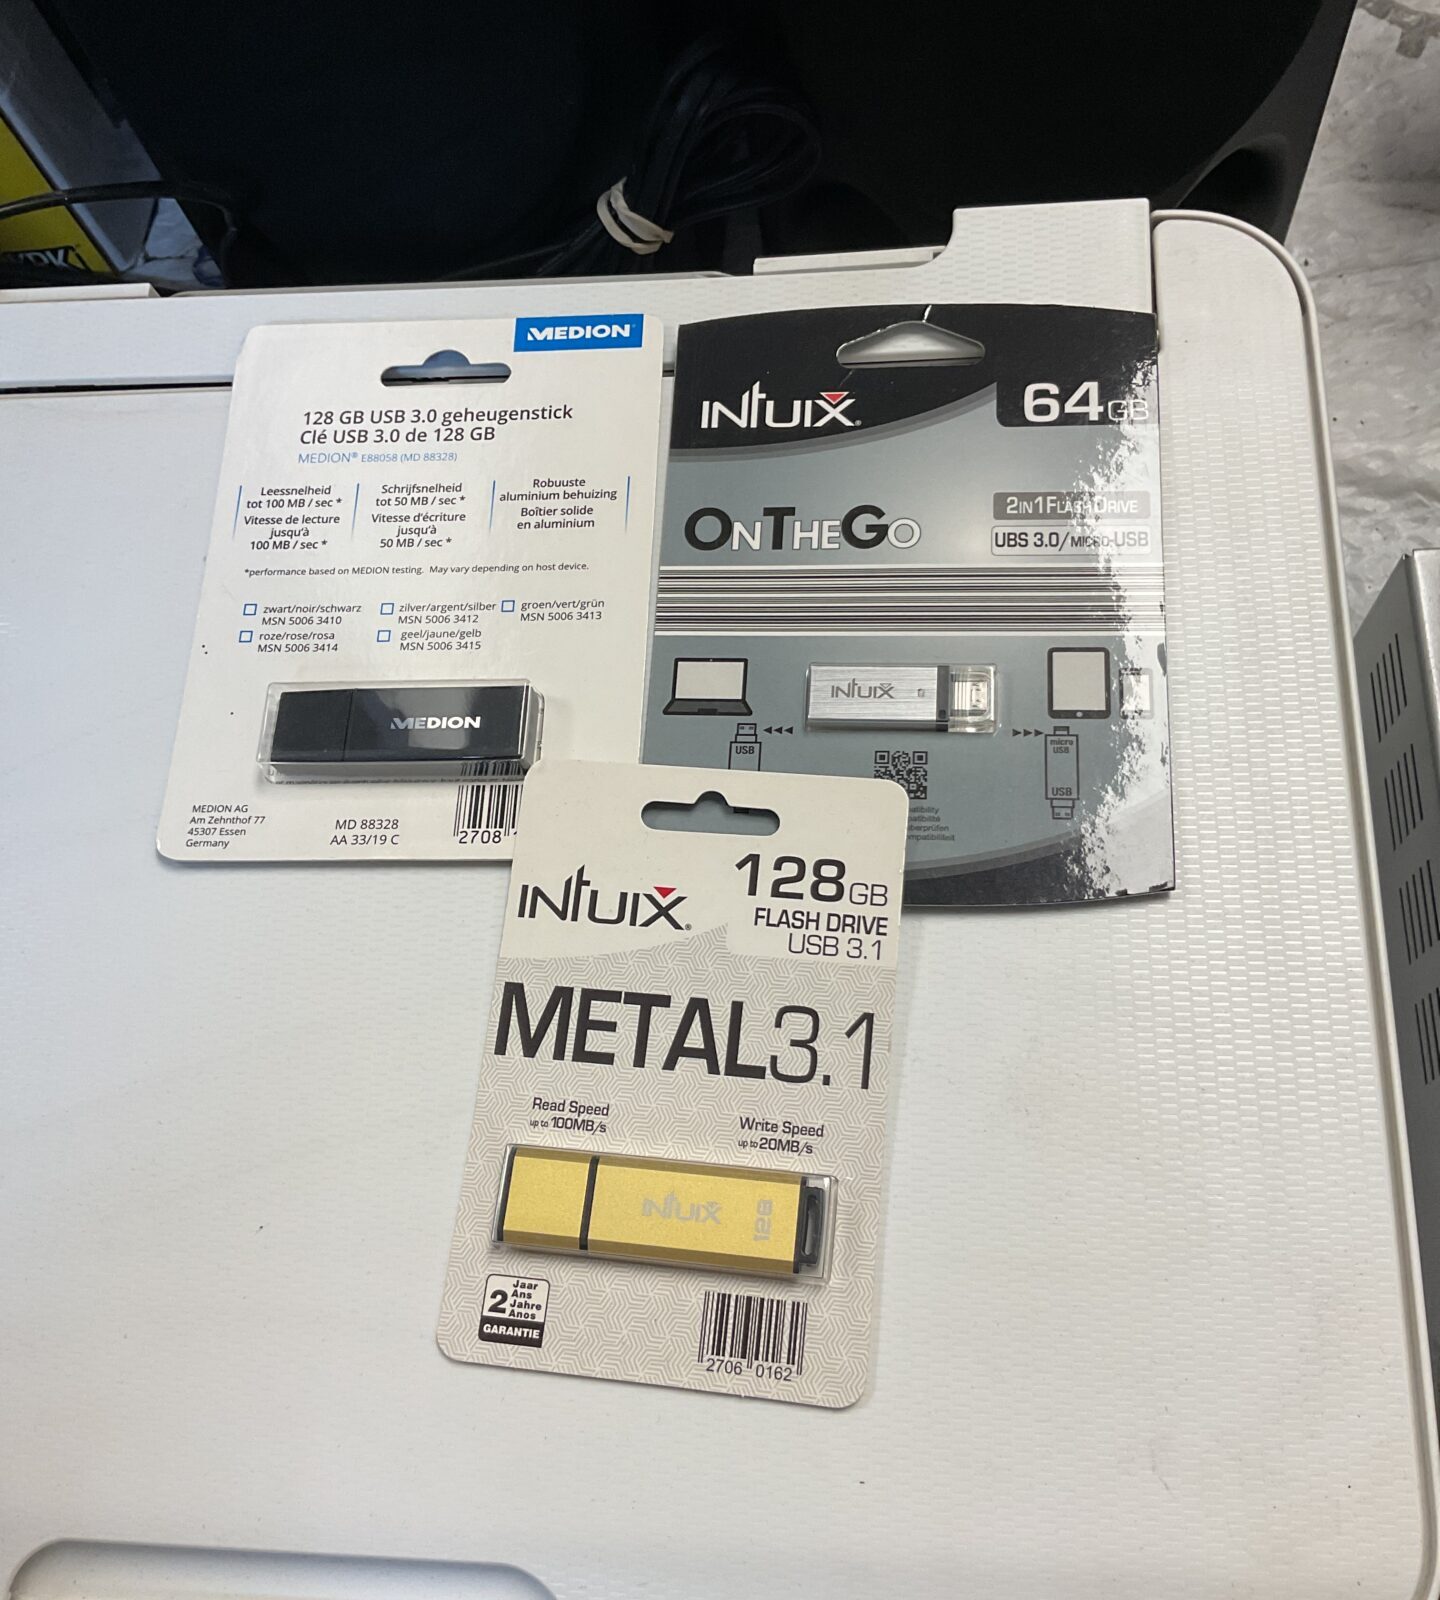 MEDION
128 GB USB 3.0 geheugenstick
Clé USB 3.0 de 128 GB
MEDION® E88058 (MD 88328)
Leessnelheid
tot 100 MB / sec *
Vitesse de lecture
jusqu'à
100 MB / sec *
Schrijfsnelheid
tot 50 MB / sec *
Vitesse d'écriture
jusqu'à
50 MB / sec *
Robuuste
aluminium behuizing
Boîtier solide
en aluminium
*performance based on MEDION testing. May vary depending on host device.
zwart/noir/schwarz
MSN 5006 3410
zilver/argent/silber
MSN 5006 3412
groen/vert/grün
MSN 5006 3413
roze/rose/rosa
MSN 5006 3414
geel/jaune/gelb
MSN 5006 3415
MEDION
MEDION AG
Am Zehnthof 77
45307 Essen
Germany
MD 88328
AA 33/19 C
2708
INTUIX®
64GB
ONTHEGO
2IN1FLASHDRIVE
UBS 3.0/MICRO-USB
INTUIX
USB
micro
USB
USB
INTUIX®
128GB
FLASH DRIVE
USB 3.1
METAL3.1
Read Speed
up to 100MB/s
Write Speed
up to 20MB/s
INTUIX
128
2
Jaar
Ans
Jahre
Anos
GARANTIE
2706 0162